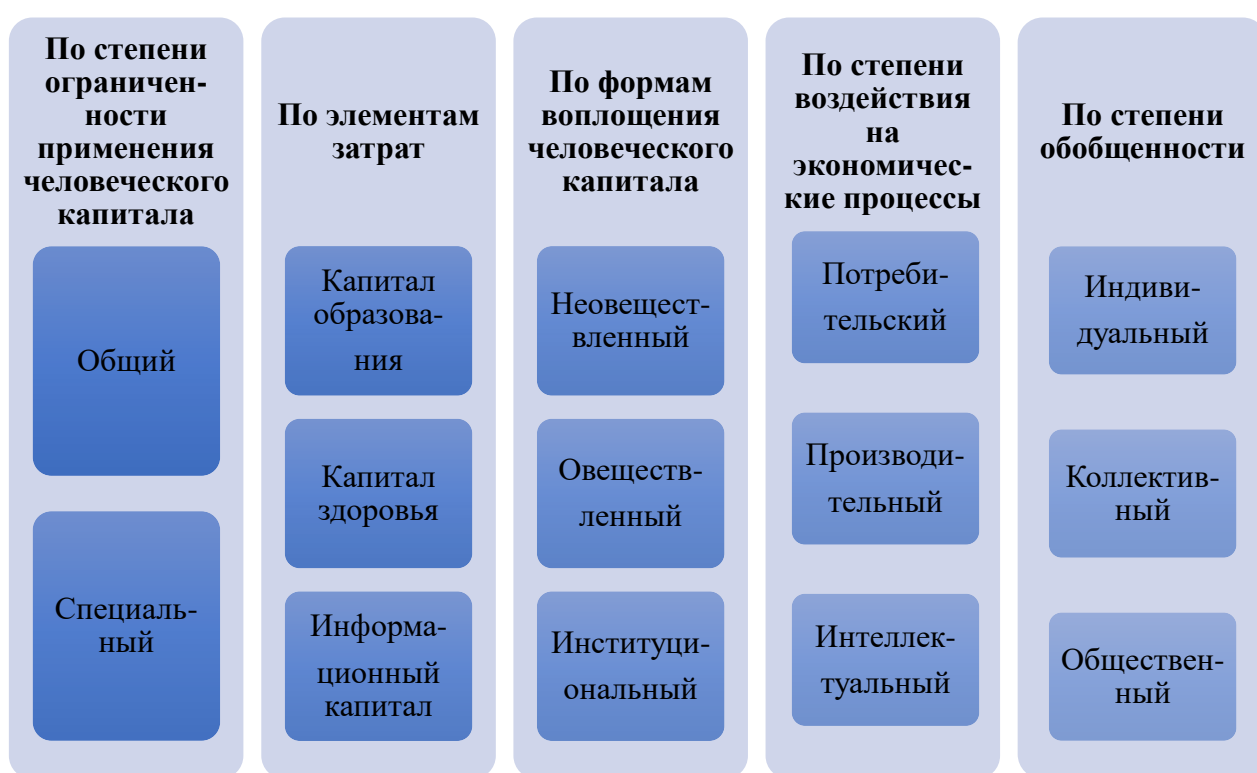 По степени
ограничен-
ности
применения
человеческого
капитала
Общий
Специаль-
ный
По элементам
затрат
Капитал
образова-
ния
Капитал
здоровья
Информа-
ционный
капитал
По формам
воплощения
человеческого
капитала
Неовещест-
вленный
Овеществ-
ленный
Институци-
ональный
По степени
воздействия
на
экономичес-
кие процессы
Потреби-
тельский
Производи-
тельный
Интеллек-
туальный
По степени
обобщенности
Индиви-
дуальный
Коллектив-
ный
Обществен-
ный